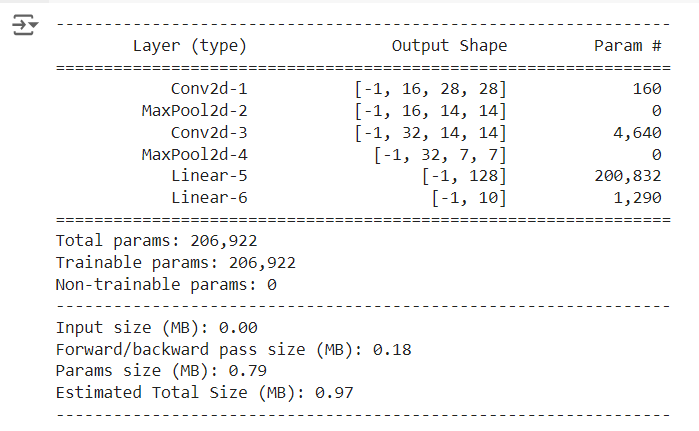 ----------------------------------------------------------------
Layer (type) Output Shape Param #
================================================================
Conv2d-1 [-1, 16, 28, 28] 160
MaxPool2d-2 [-1, 16, 14, 14] 0
Conv2d-3 [-1, 32, 14, 14] 4,640
MaxPool2d-4 [-1, 32, 7, 7] 0
Linear-5 [-1, 128] 200,832
Linear-6 [-1, 10] 1,290
================================================================
Total params: 206,922
Trainable params: 206,922
Non-trainable params: 0
----------------------------------------------------------------
Input size (MB): 0.00
Forward/backward pass size (MB): 0.18
Params size (MB): 0.79
Estimated Total Size (MB): 0.97
----------------------------------------------------------------